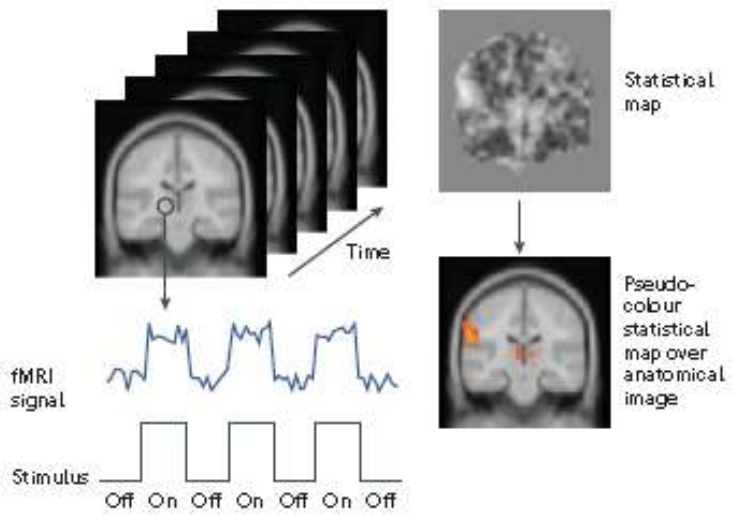 Time
fMRI
signal
Stimulus
Off On Off On Off On Off
Statistical
map
Pseudo-
colour
statistical
map over
anatomical
image